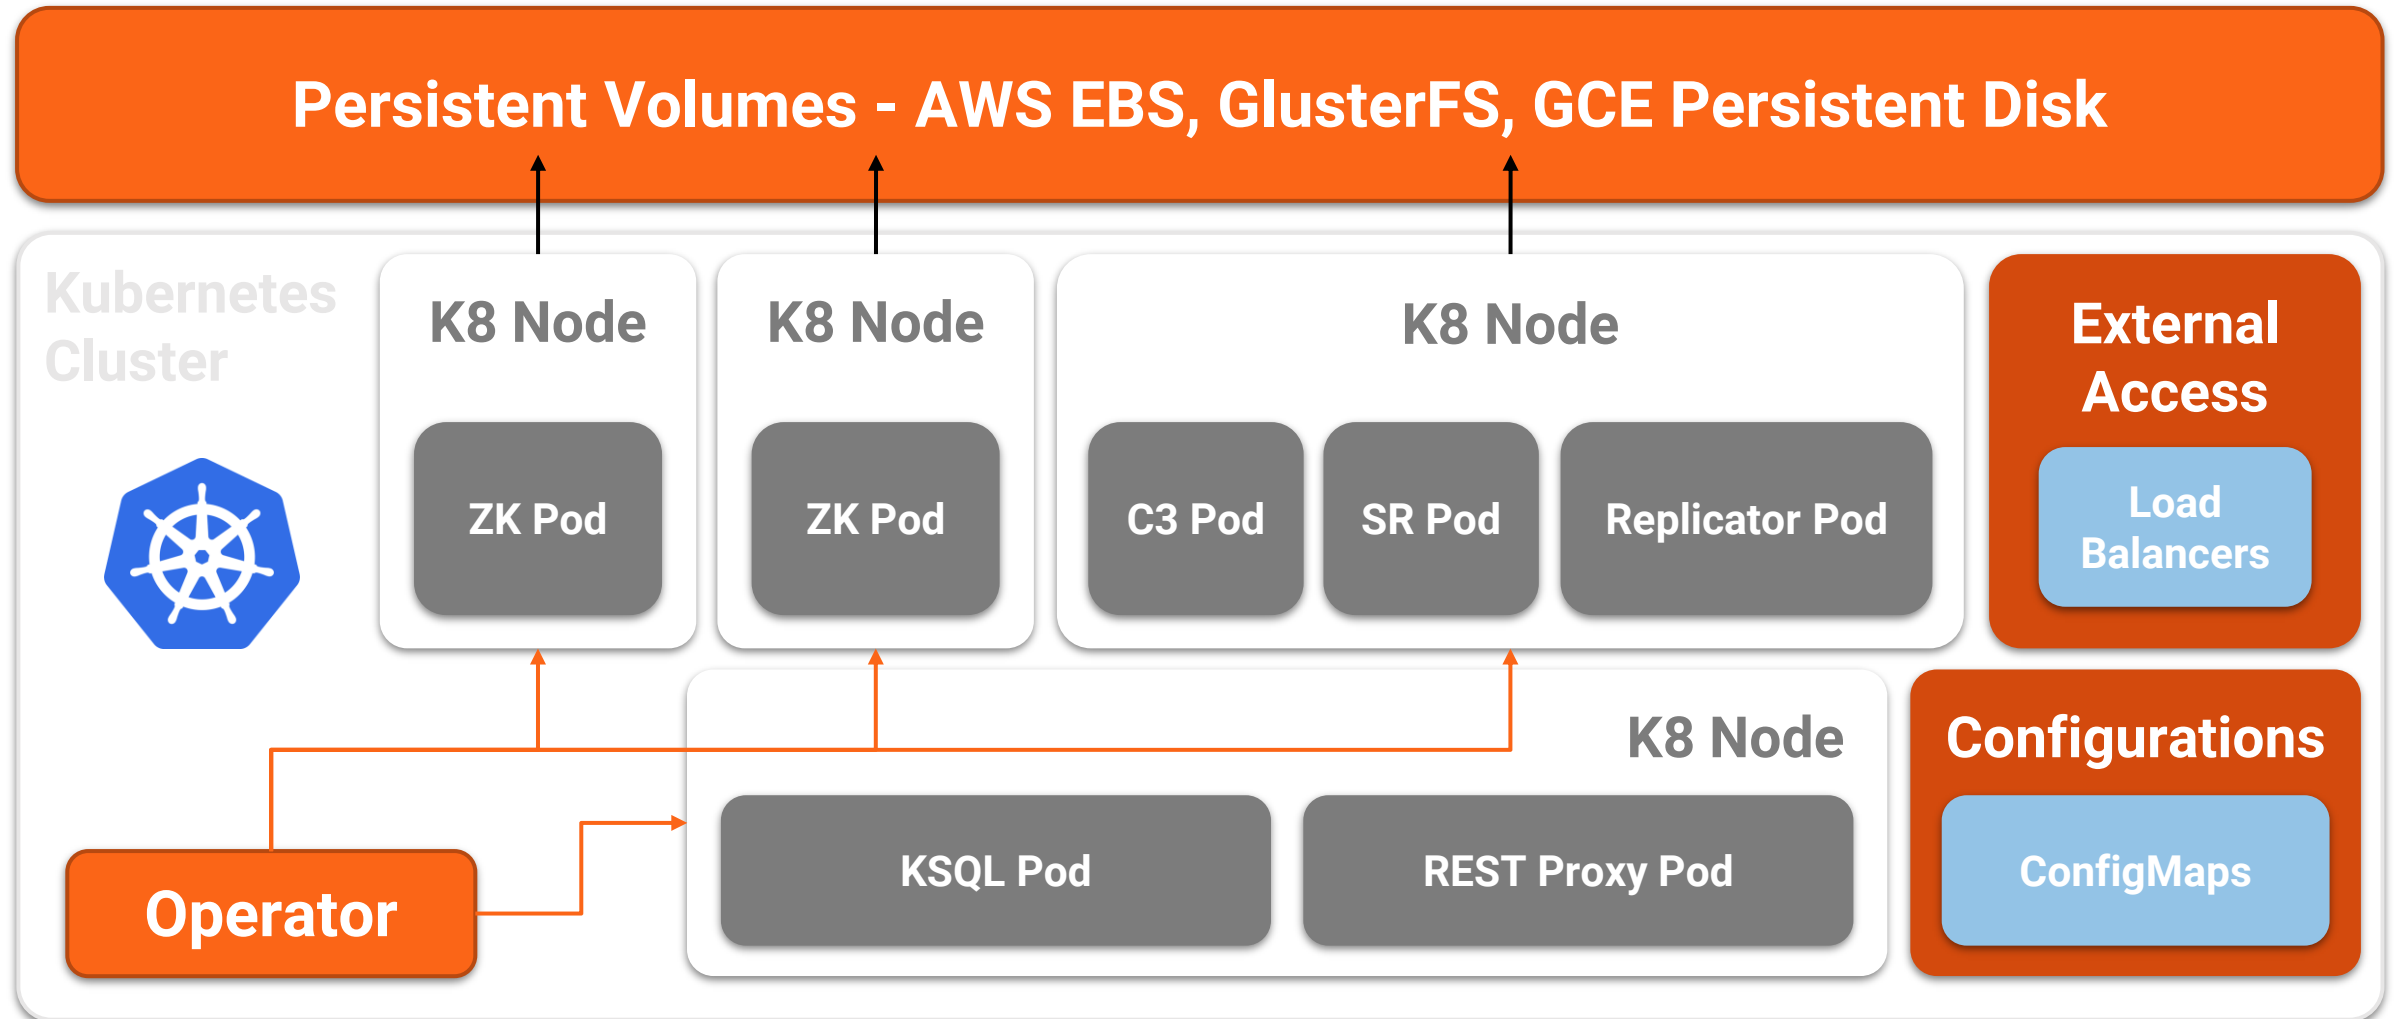 Persistent Volumes - AWS EBS, GlusterFS, GCE Persistent Disk
Kubernetes
Cluster
K8 Node
ZK Pod
K8 Node
ZK Pod
K8 Node
C3 Pod
SR Pod
Replicator Pod
External
Access
Load
Balancers
Operator
K8 Node
KSQL Pod
REST Proxy Pod
Configurations
ConfigMaps